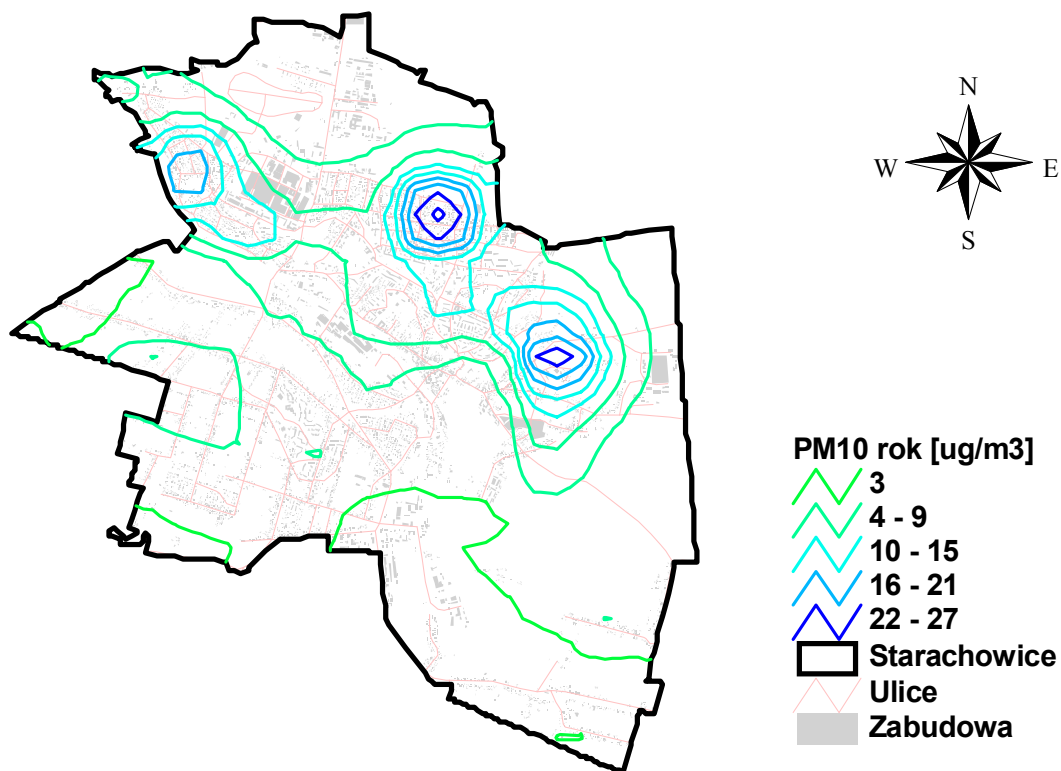 N
W E
S
PM10 rok [ug/m3]
3
4 - 9
10 - 15
16 - 21
22 - 27
Starachowice
Ulice
Zabudowa